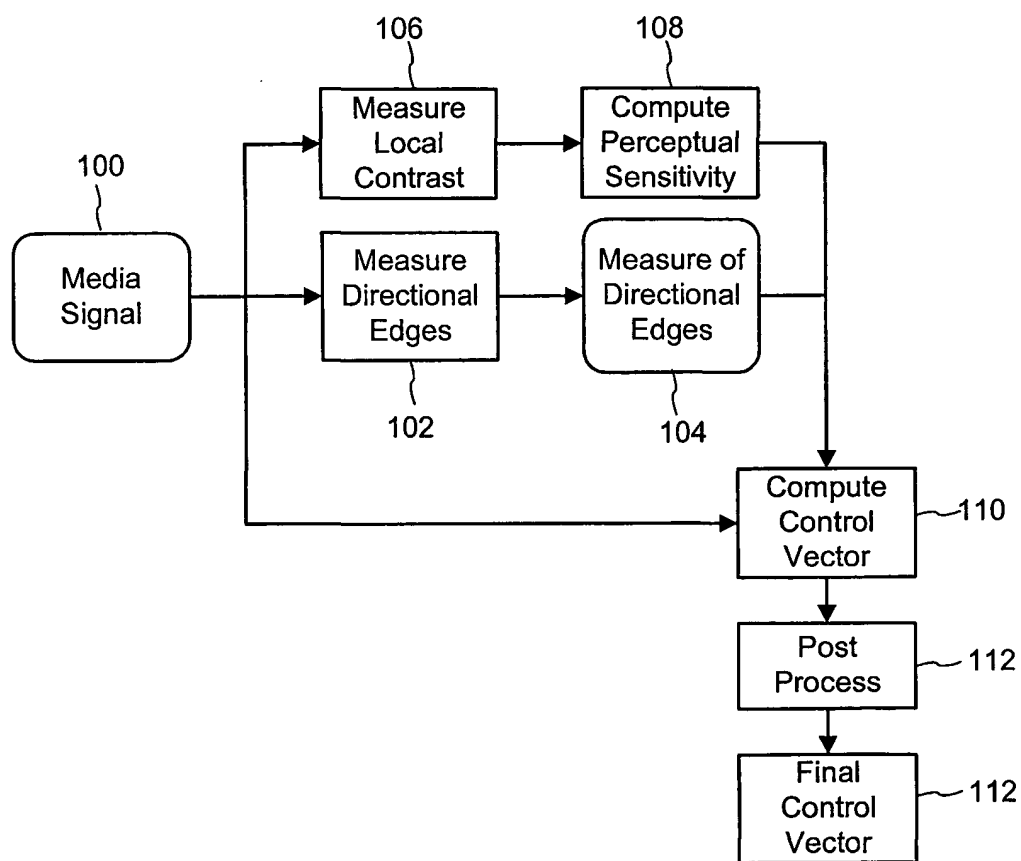 106
108
Measure
Local
Contrast
Compute
Perceptual
Sensitivity
100
Media
Signal
Measure
Directional
Edges
Measure of
Directional
Edges
102
104
Compute
Control
Vector
110
Post
Process
112
Final
Control
Vector
112